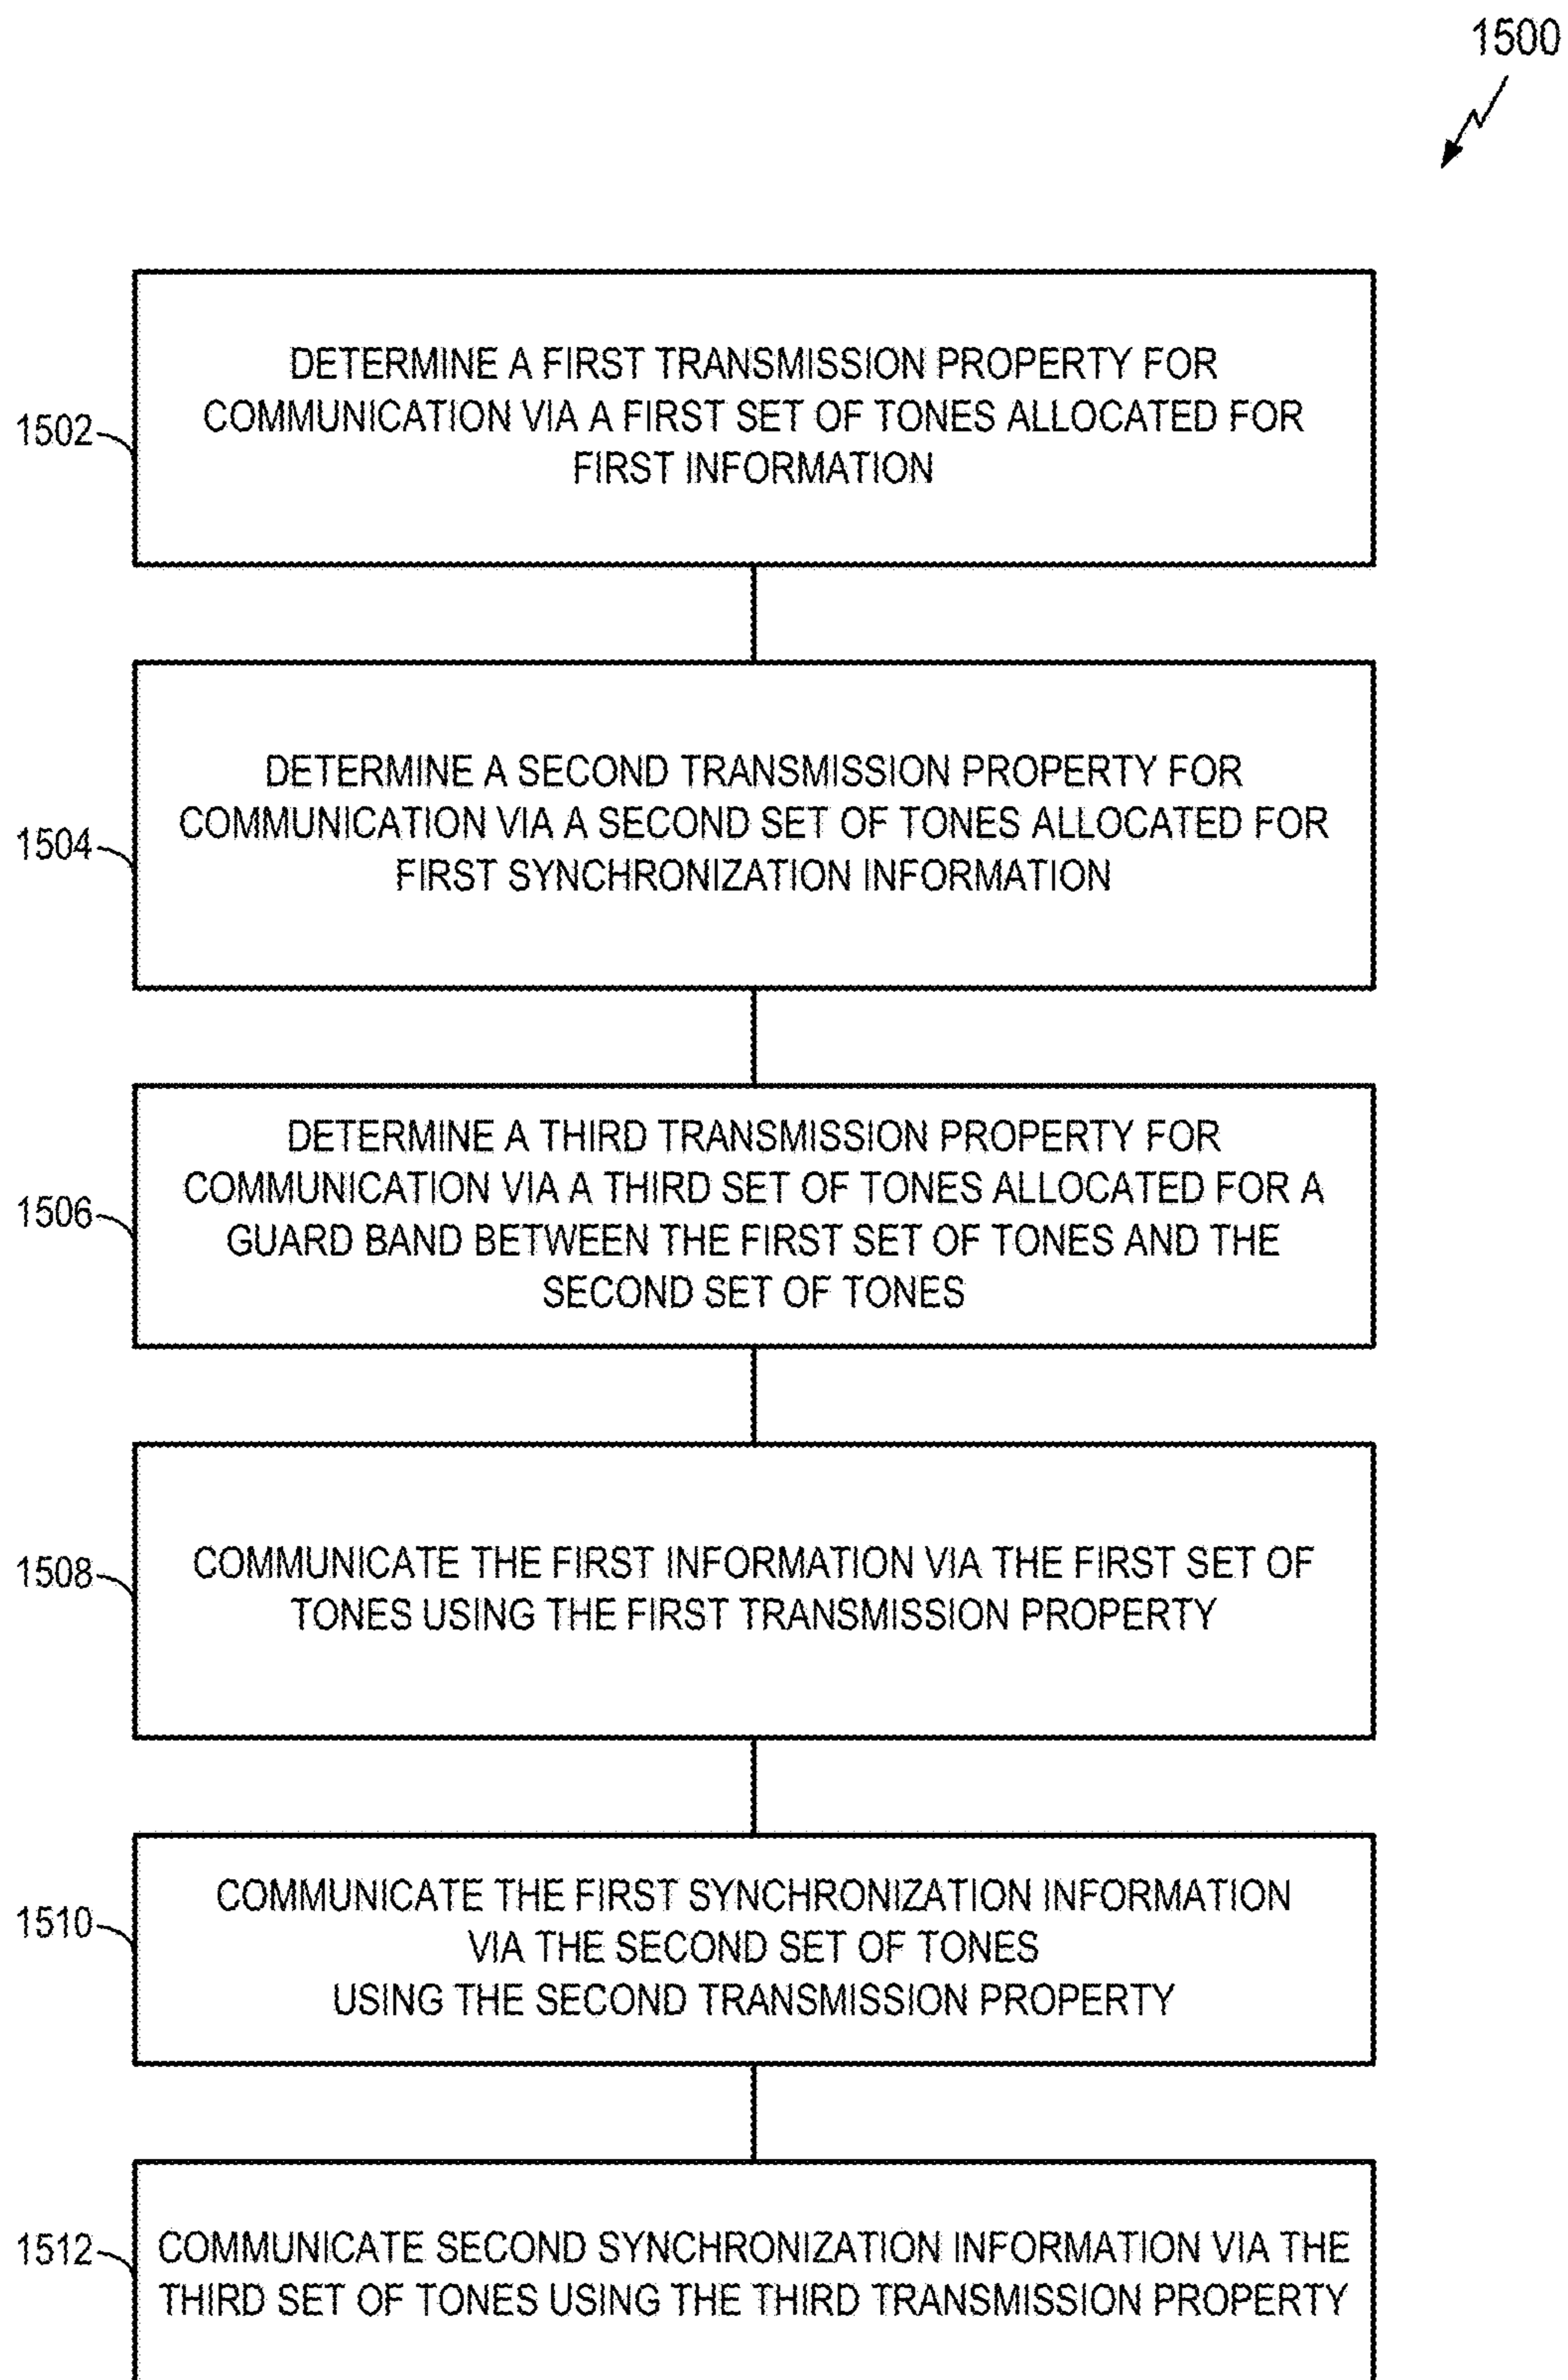 1500
DETERMINE A FIRST TRANSMISSION PROPERTY FOR
COMMUNICATION VIA A FIRST SET OF TONES ALLOCATED FOR
FIRST INFORMATION
1502
DETERMINE A SECOND TRANSMISSION PROPERTY FOR
COMMUNICATION VIA A SECOND SET OF TONES ALLOCATED FOR
FIRST SYNCHRONIZATION INFORMATION
1504
DETERMINE A THIRD TRANSMISSION PROPERTY FOR
COMMUNICATION VIA A THIRD SET OF TONES ALLOCATED FOR A
GUARD BAND BETWEEN THE FIRST SET OF TONES AND THE
SECOND SET OF TONES
1506
COMMUNICATE THE FIRST INFORMATION VIA THE FIRST SET OF
TONES USING THE FIRST TRANSMISSION PROPERTY
1508
COMMUNICATE THE FIRST SYNCHRONIZATION INFORMATION
VIA THE SECOND SET OF TONES
USING THE SECOND TRANSMISSION PROPERTY
1510
COMMUNICATE SECOND SYNCHRONIZATION INFORMATION VIA THE
THIRD SET OF TONES USING THE THIRD TRANSMISSION PROPERTY
1512